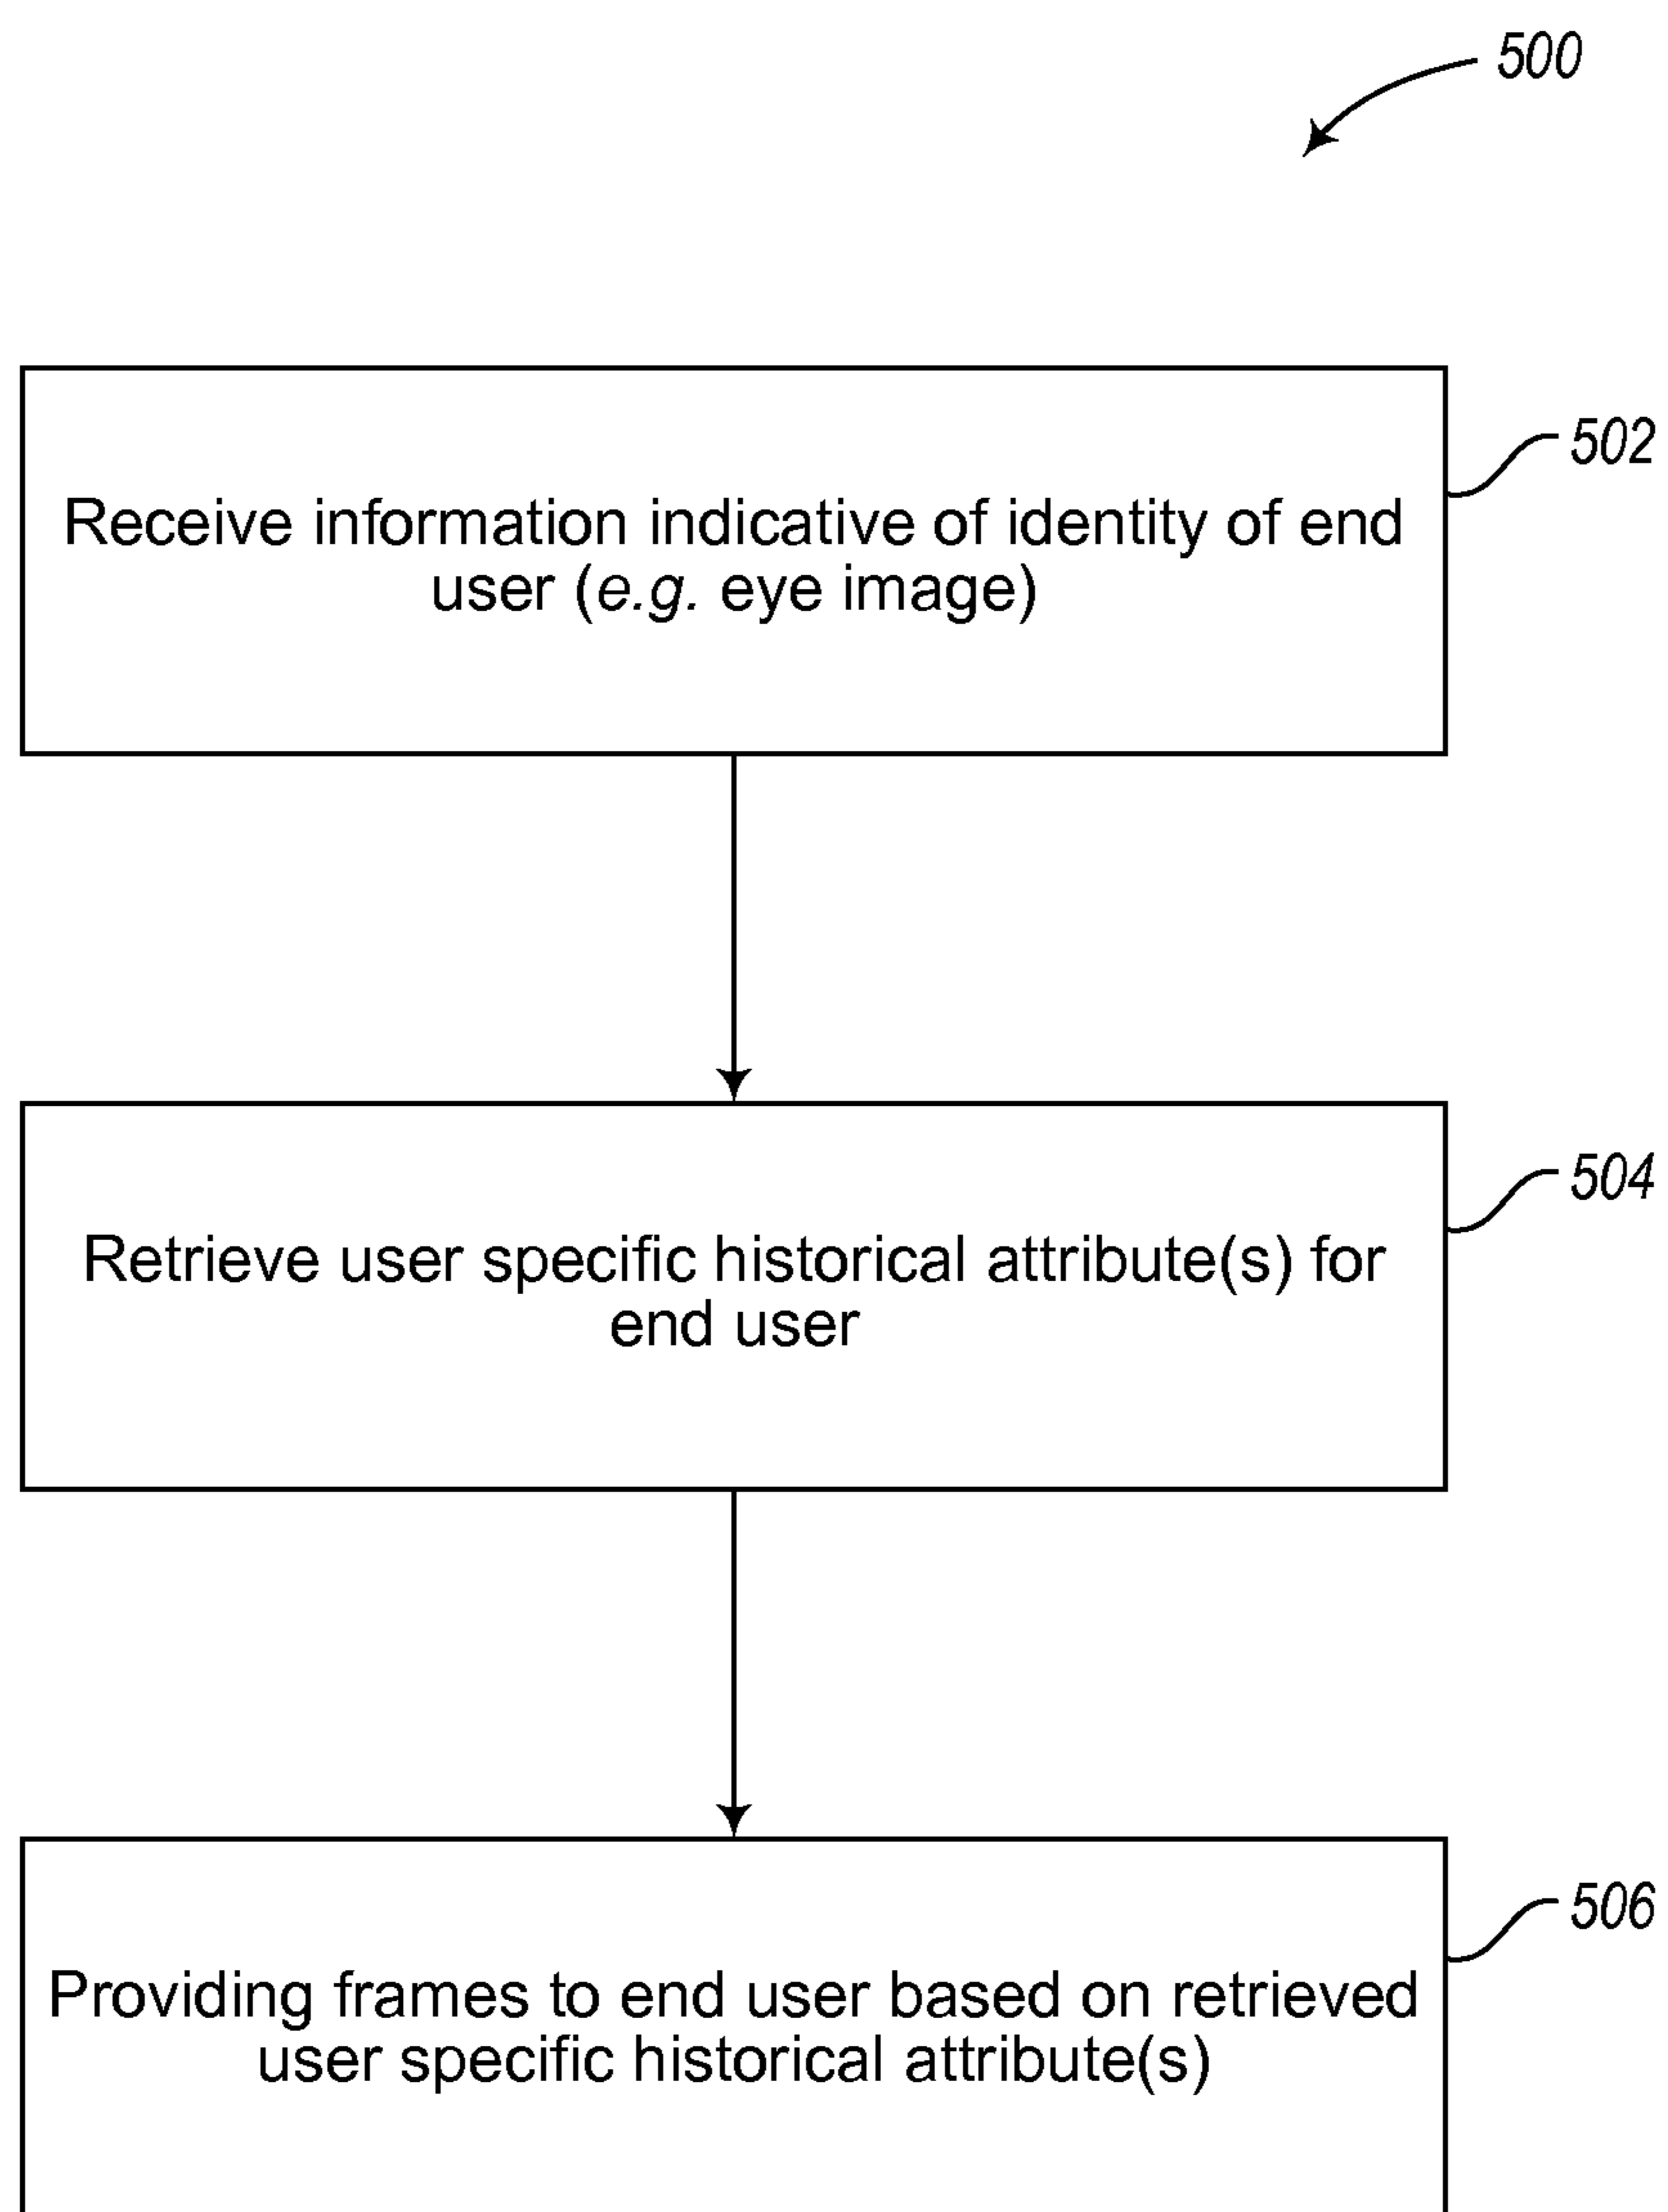 500
502
Receive information indicative of identity of end
user (e.g. eye image)
504
Retrieve user specific historical attribute(s) for
end user
506
Providing frames to end user based on retrieved
user specific historical attribute(s)